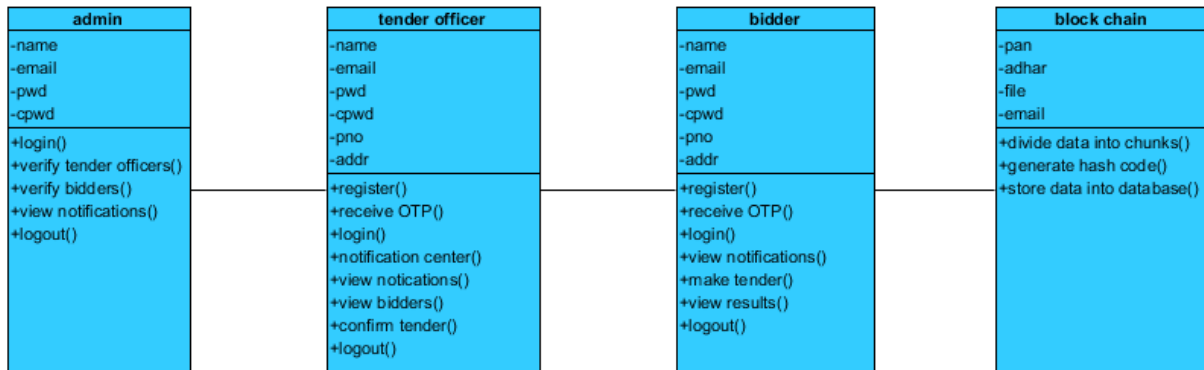 admin
-name
-email
-pwd
-cpwd
+login()
+verify tender officers()
+verify bidders()
+view notifications()
+logout()
tender officer
-name
-email
-pwd
-cpwd
-pno
-addr
+register()
+receive OTP()
+login()
+notification center()
+view notications()
+view bidders()
+confirm tender()
+logout()
bidder
-name
-email
-pwd
-cpwd
-pno
-addr
+register()
+receive OTP()
+login()
+view notifications()
+make tender()
+view results()
+logout()
block chain
-pan
-adhar
-file
-email
+divide data into chunks()
+generate hash code()
+store data into database()